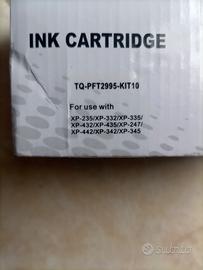 INK CARTRIDGE
TQ-PFT2995-KIT10
For use with
XP-235/XP-332/XP-335/
XP-432/XP-435/XP-247/
XP-442/XP-342/XP-345
subito